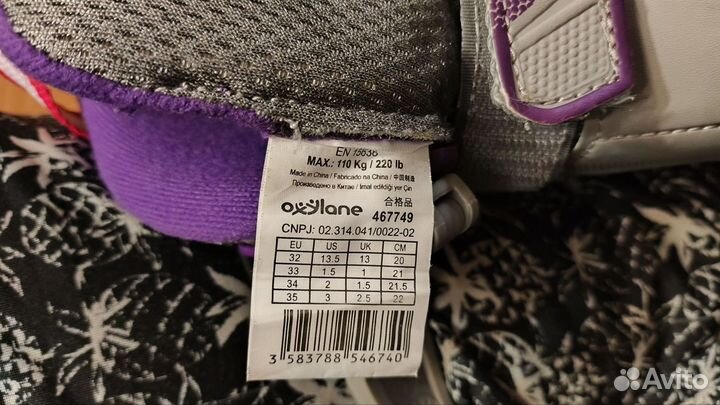 EN 15638
MAX.: 110 Kg / 220 lb
Made in China / Fabricado na China / 中国制造
Произведено в Китае / Imal edildigi yer Çin
oxylane 合格品
467749
CNPJ: 02.314.041/0022-02
EU US UK CM
32 13.5 13 20
33 1.5 1 21
34 2 1.5 21.5
35 3 2.5 22
3 583788 546740
Avito